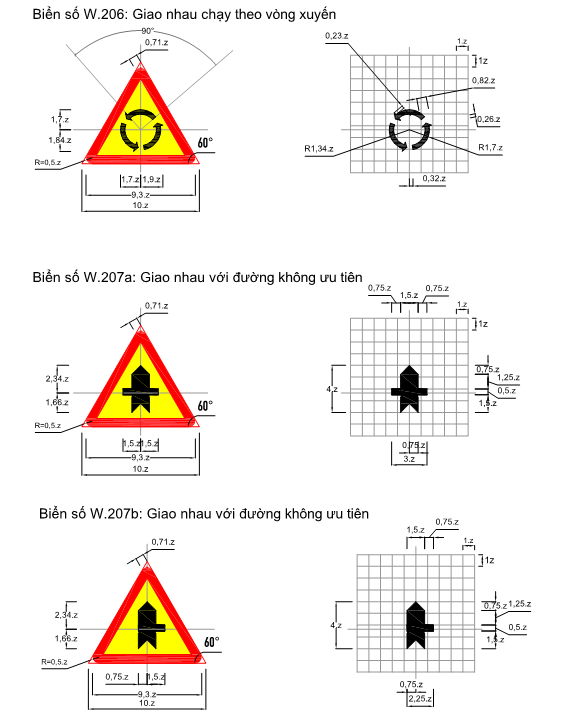 Biển số W.206: Giao nhau chạy theo vòng xuyến
90°
0,71.z
1,7.z
1,84.z
R=0,5.z
60°
1,7.z 1,9.z
9,3.z
10.z
0,23.z
1.z
1z
0,82.z
0,26.z
R1,34.z
R1,7.z
0,32.z
Biển số W.207a: Giao nhau với đường không ưu tiên
0,71.z
2,34.z
1,66.z
R=0,5.z
60°
1,5.z 1,5.z
9,3.z
10.z
0,75.z
1,5.z
0,75.z
1.z
1z
4,z
0,75.z
1,25.z
0,5.z
1,5.z
0,75.z
3.z
Biển số W.207b: Giao nhau với đường không ưu tiên
0,71.z
2,34.z
1,66.z
R=0,5.z
60°
0,75.z 1,5.z
9,3.z
10.z
1,5.z
0,75.z
1.z
1z
4,z
0,75.z
1,25.z
0,5.z
1,5.z
0,75.z
2,25.z